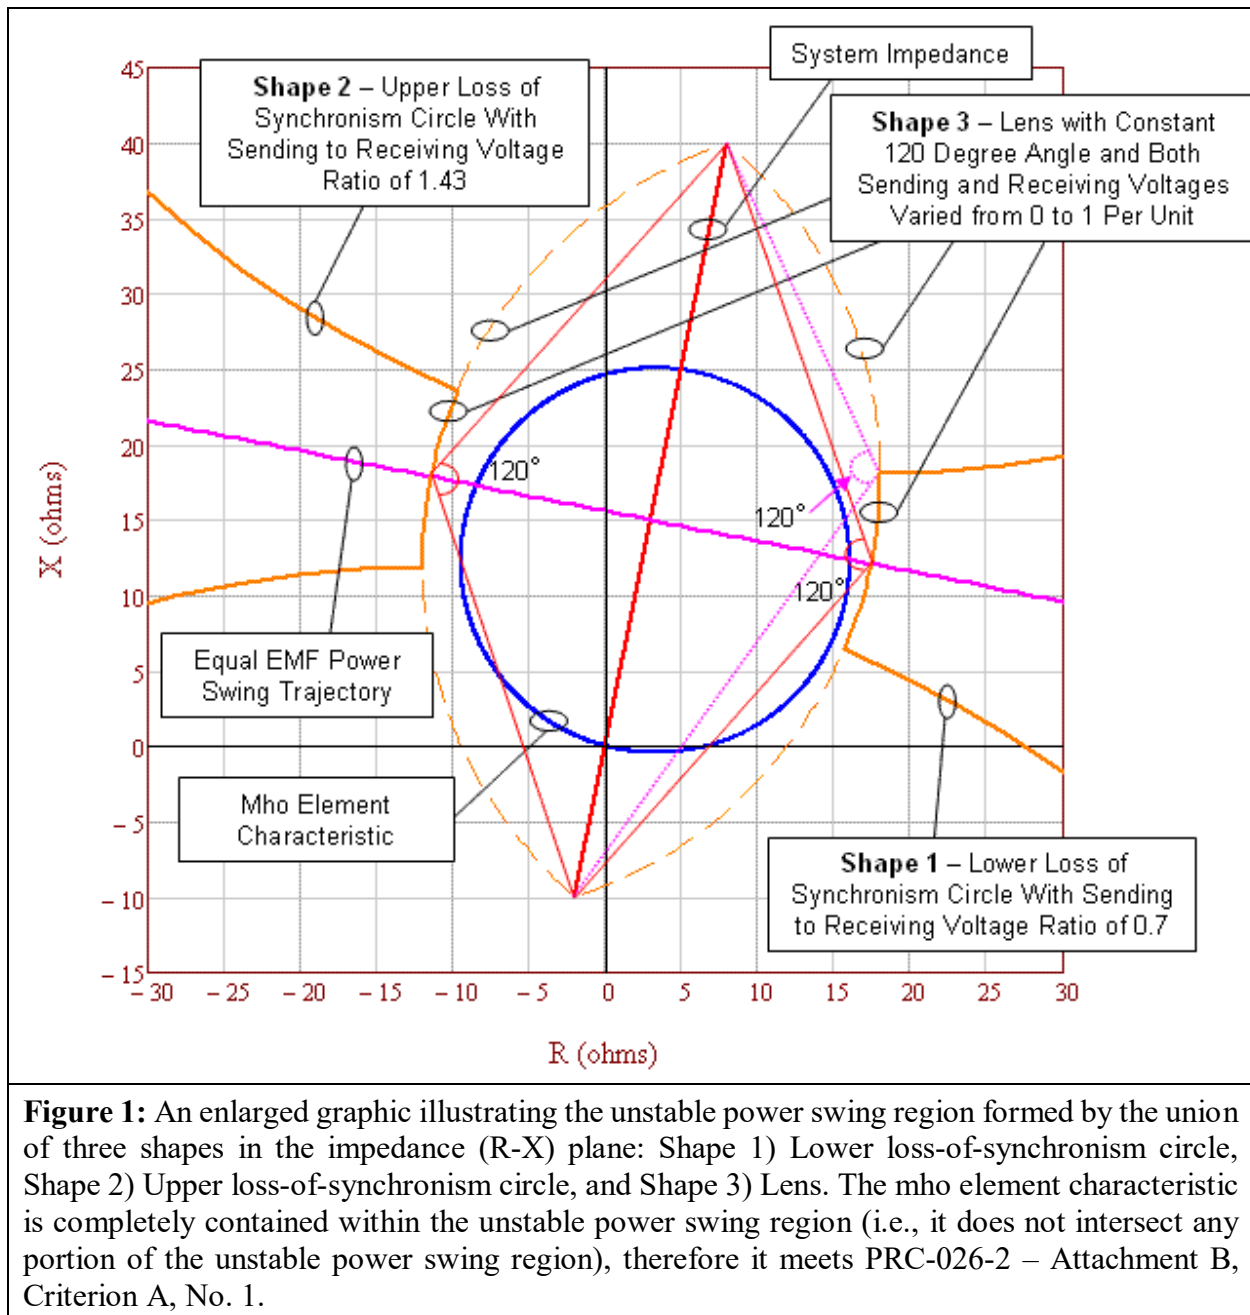 System Impedance
Shape 2 – Upper Loss of
Synchronism Circle With
Sending to Receiving Voltage
Ratio of 1.43
Shape 3 – Lens with Constant
120 Degree Angle and Both
Sending and Receiving Voltages
Varied from 0 to 1 Per Unit
45
40
35
30
25
20
15
10
5
0
– 5
– 10
– 15
X (ohms)
120°
120°
120°
Equal EMF Power
Swing Trajectory
Mho Element
Characteristic
Shape 1 – Lower Loss of
Synchronism Circle With Sending
to Receiving Voltage Ratio of 0.7
– 30 – 25 – 20 – 15 – 10 – 5 0 5 10 15 20 25 30
R (ohms)
Figure 1: An enlarged graphic illustrating the unstable power swing region formed by the union
of three shapes in the impedance (R-X) plane: Shape 1) Lower loss-of-synchronism circle,
Shape 2) Upper loss-of-synchronism circle, and Shape 3) Lens. The mho element characteristic
is completely contained within the unstable power swing region (i.e., it does not intersect any
portion of the unstable power swing region), therefore it meets PRC-026-2 – Attachment B,
Criterion A, No. 1.